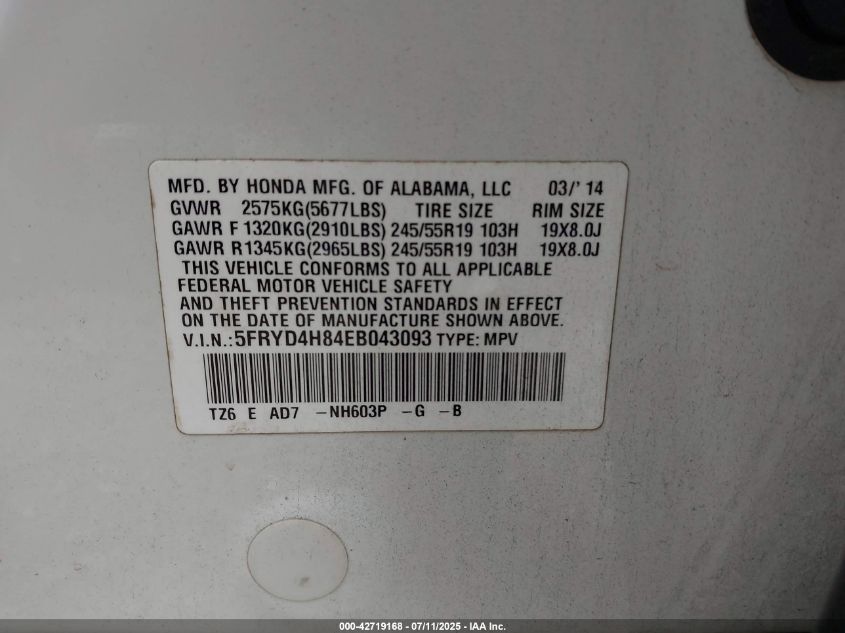 MFD. BY HONDA MFG. OF ALABAMA, LLC 03/' 14
GVWR 2575KG(5677LBS) TIRE SIZE RIM SIZE
GAWR F 1320KG(2910LBS) 245/55R19 103H 19X8.0J
GAWR R1345KG(2965LBS) 245/55R19 103H 19X8.0J
THIS VEHICLE CONFORMS TO ALL APPLICABLE
FEDERAL MOTOR VEHICLE SAFETY
AND THEFT PREVENTION STANDARDS IN EFFECT
ON THE DATE OF MANUFACTURE SHOWN ABOVE.
V.I.N.:5FRYD4H84EB043093 TYPE: MPV
TZ6 E AD7 -NH603P -G -B
000-42719168 - 07/11/2025 - IAA Inc.